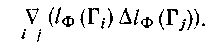 ∇_{i j} (l_Φ (Γ_i) Δ l_Φ (Γ_j)).